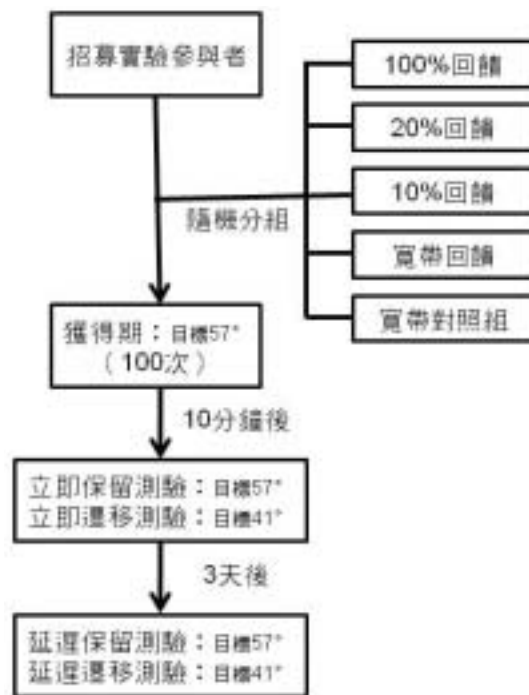 招募實驗參與者
100%回饋
20%回饋
10%回饋
寬帶回饋
寬帶對照組
隨機分組
獲得期：目標57°
（100次）
10分鐘後
立即保留測驗：目標57°
立即遷移測驗：目標41°
3天後
延遲保留測驗：目標57°
延遲遷移測驗：目標41°